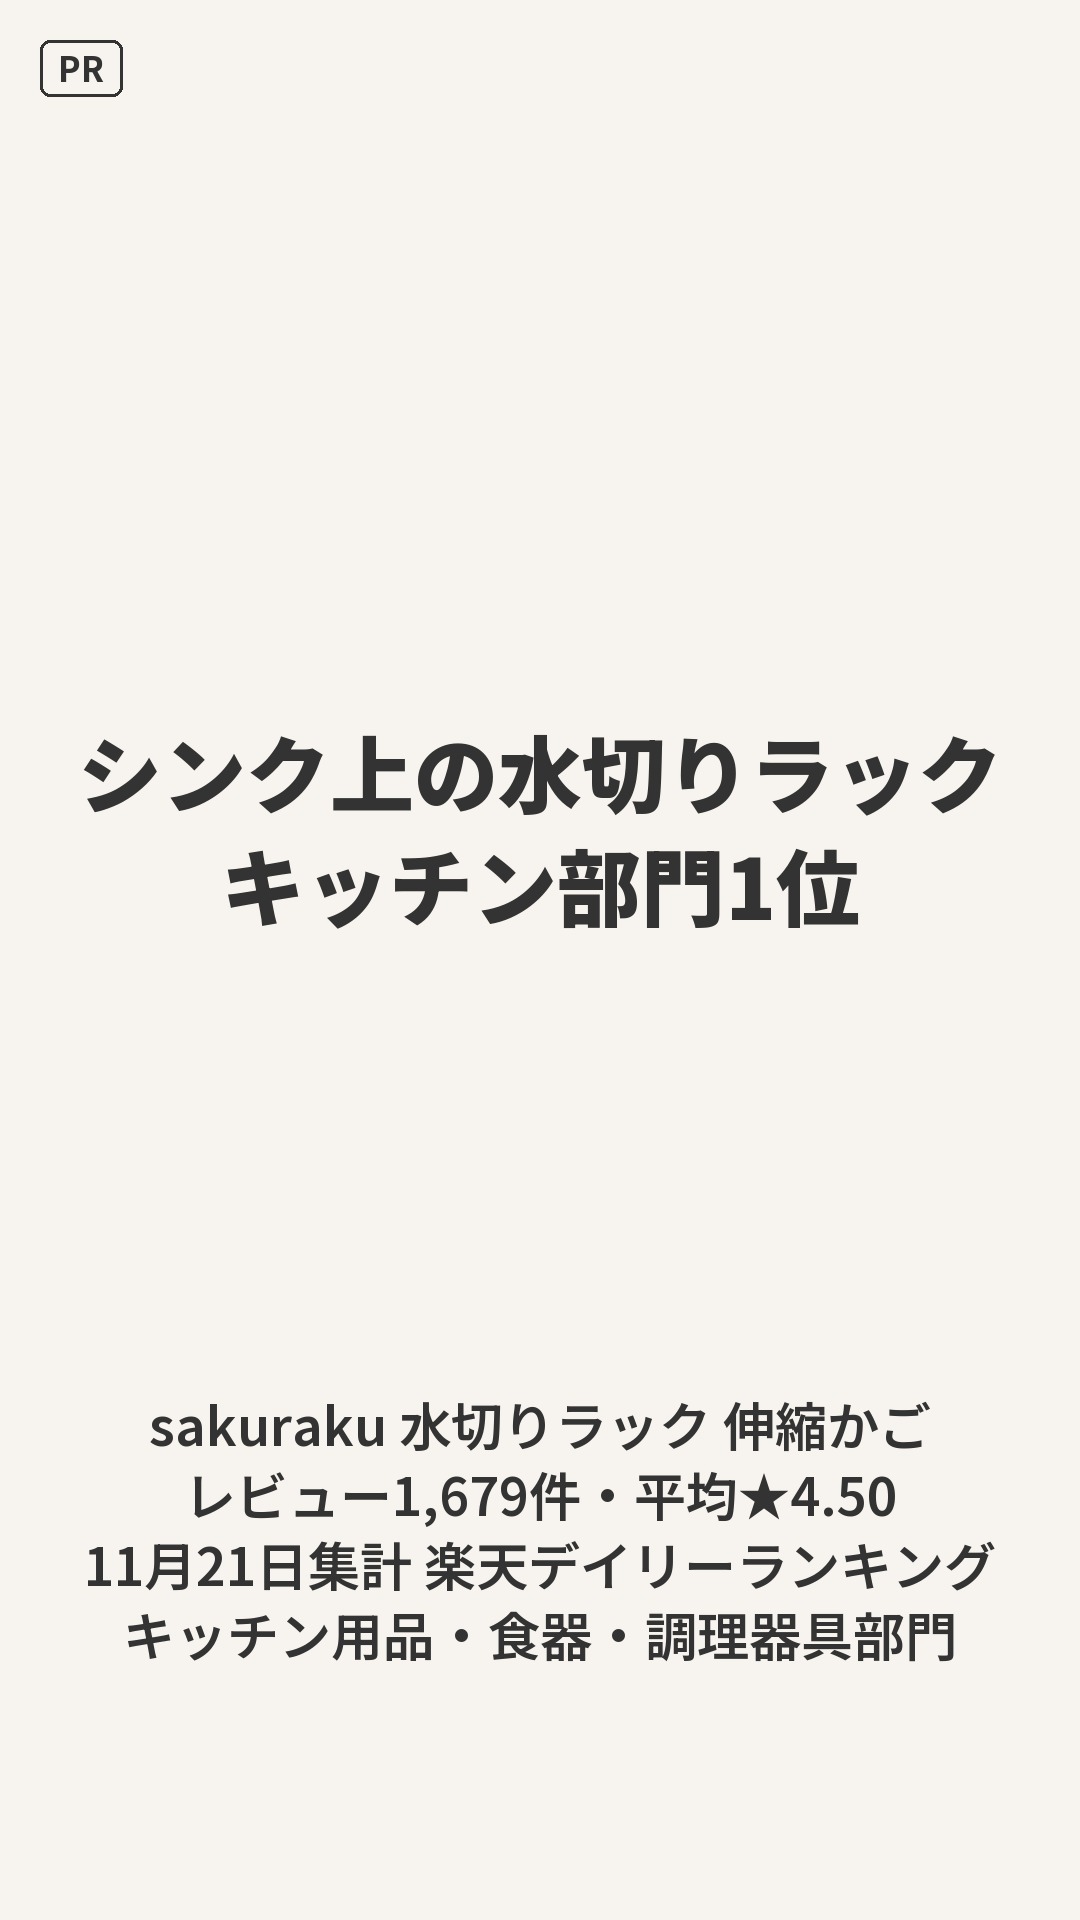 PR
シンク上の水切りラック
キッチン部門1位
sakuraku 水切りラック 伸縮かご
レビュー1,679件・平均★4.50
11月21日集計 楽天デイリーランキング
キッチン用品・食器・調理器具部門